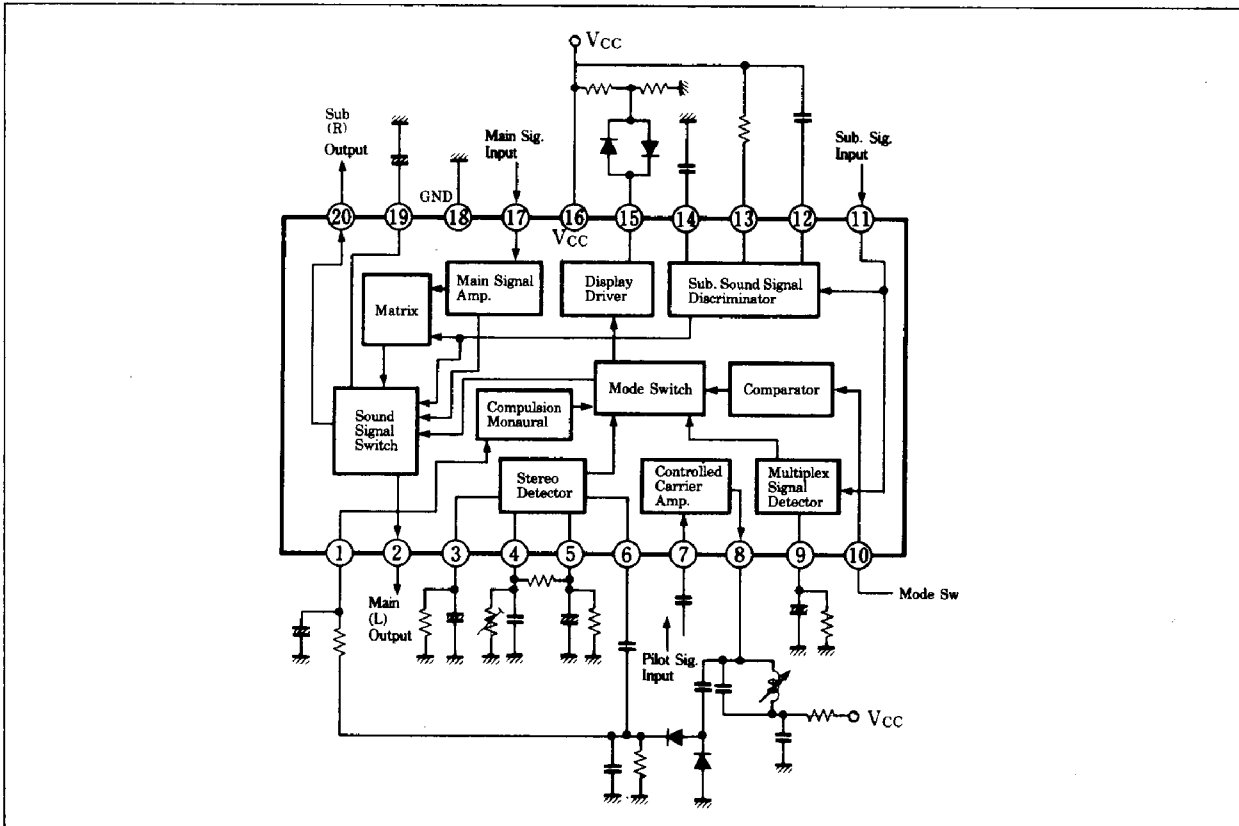 VCC
Sub
(R)
Output
Main Sig.
Input
Sub. Sig.
Input
GND
20
19
18
17
16
15
14
13
12
11
VCC
Main Signal
Amp.
Display
Driver
Sub. Sound Signal
Discriminator
Matrix
Mode Switch
Comparator
Compulsion
Monaural
Sound
Signal
Switch
Stereo
Detector
Controlled
Carrier
Amp.
Multiplex
Signal
Detector
1
2
3
4
5
6
7
8
9
10
Main
(L)
Output
Mode Sw
Pilot Sig.
Input
VCC